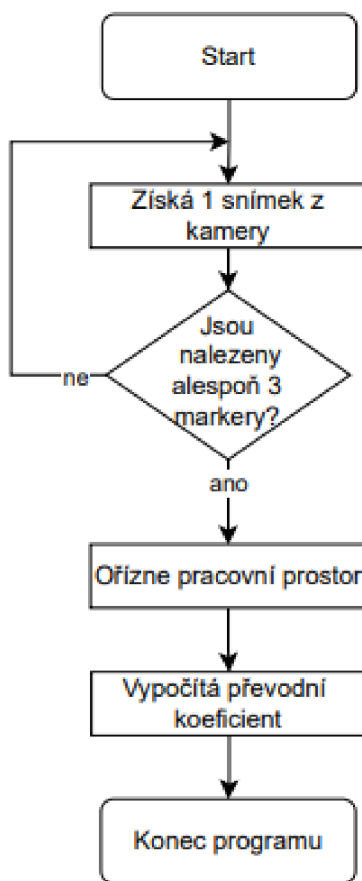 Start
Získá 1 snímek z
kamery
Jsou
nalezeny
alespoň 3
markery?
ne
ano
Ořízne pracovní prostor
Vypočítá převodní
koeficient
Konec programu